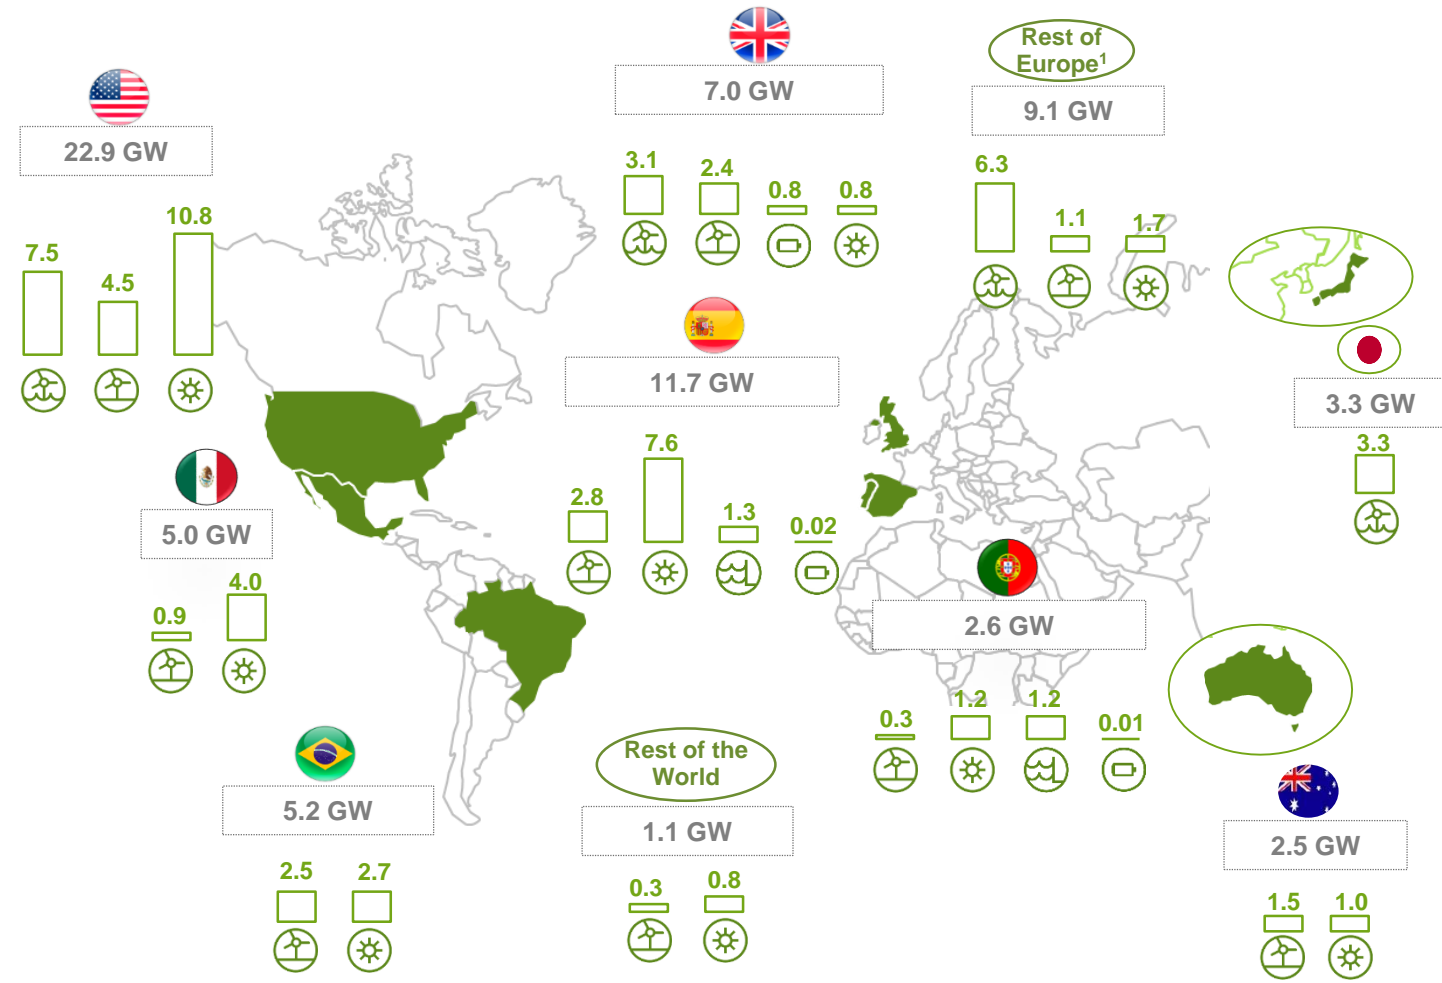 22.9 GW
7.5
4.5
10.8
7.0 GW
3.1
2.4
0.8
0.8
Rest of
Europe¹
9.1 GW
6.3
1.1
1.7
11.7 GW
2.8
7.6
1.3
0.02
3.3 GW
3.3
5.0 GW
0.9
4.0
2.6 GW
0.3
1.2
1.2
0.01
5.2 GW
2.5
2.7
Rest of the
World
1.1 GW
0.3
0.8
2.5 GW
1.5
1.0